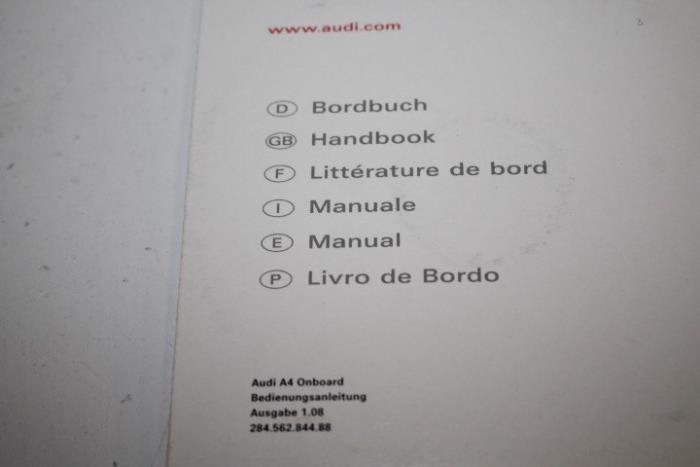 www.audi.com
D Bordbuch
GB Handbook
F Littérature de bord
I Manuale
E Manual
P Livro de Bordo
Audi A4 Onboard
Bedienungsanleitung
Ausgabe 1.08
284.562.844.88